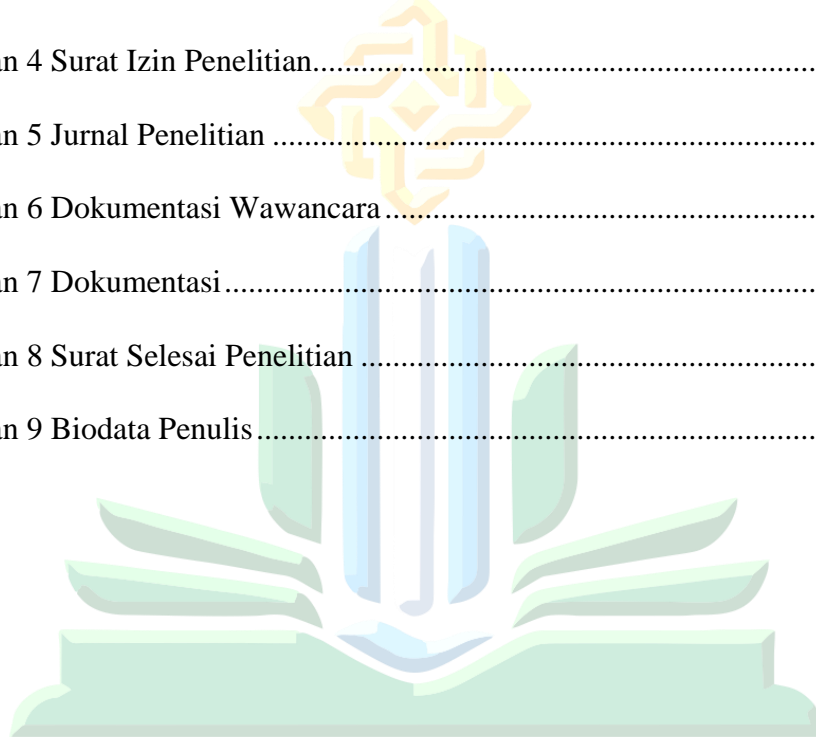 an 4 Surat Izin Penelitian..............................................................
an 5 Jurnal Penelitian ....................................................................
an 6 Dokumentasi Wawancara......................................................
an 7 Dokumentasi..........................................................................
an 8 Surat Selesai Penelitian .........................................................
an 9 Biodata Penulis......................................................................